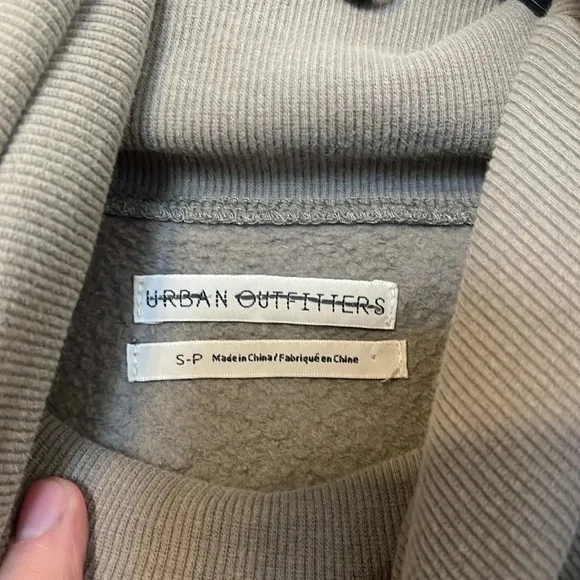 URBAN OUTFITTERS
S-P Made in China / Fabriqué en Chine